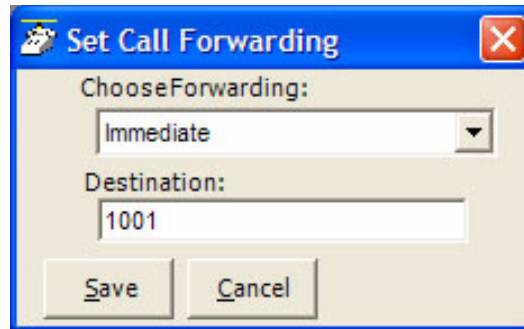 Set Call Forwarding
ChooseForwarding:
Immediate
Destination:
1001
Save Cancel